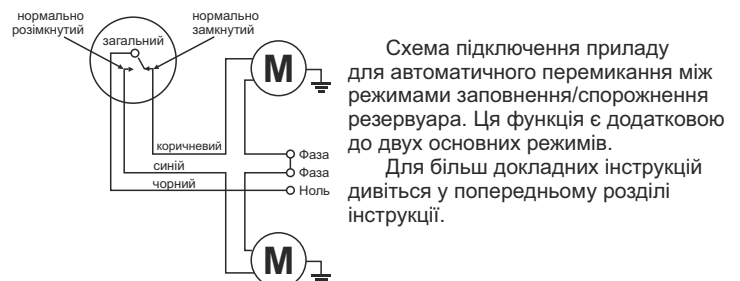 нормально
розімкнутий
нормально
замкнутий
загальний
M
коричневий
синій
чорний
Фаза
Фаза
Ноль
M
Схема підключення приладу
для автоматичного перемикання між
режимами заповнення/спорожнення
резервуара. Ця функція є додатковою
до двух основних режимів.
Для більш докладних інструкцій
дивіться у попередньому розділі
інструкції.